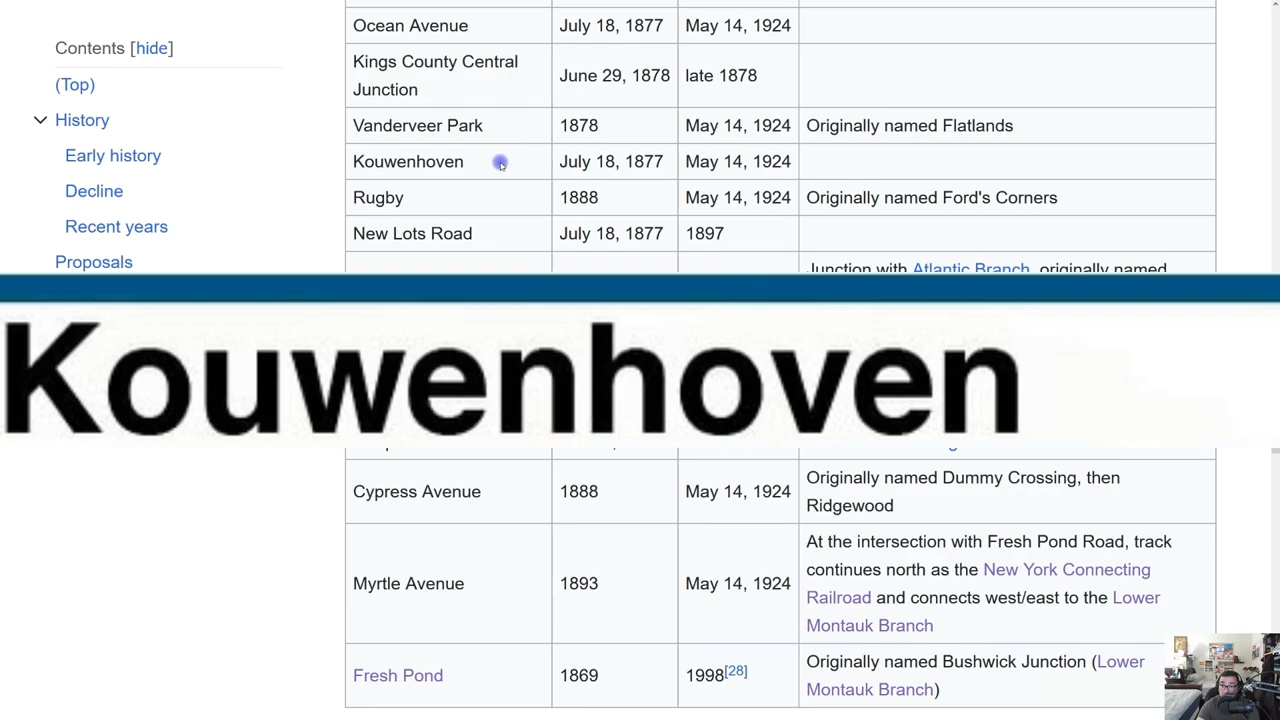 Contents [hide]
(Top)
History
Early history
Decline
Recent years
Proposals
Ocean Avenue July 18, 1877 May 14, 1924
Kings County Central
Junction June 29, 1878 late 1878
Vanderveer Park 1878 May 14, 1924 Originally named Flatlands
Kouwenhoven July 18, 1877 May 14, 1924
Rugby 1888 May 14, 1924 Originally named Ford's Corners
New Lots Road July 18, 1877 1897
Junction with Atlantic Branch, originally named
Kouwenhoven
Cypress Avenue 1888 May 14, 1924 Originally named Dummy Crossing, then
Ridgewood
Myrtle Avenue 1893 May 14, 1924 At the intersection with Fresh Pond Road, track
continues north as the New York Connecting
Railroad and connects west/east to the Lower
Montauk Branch
Fresh Pond 1869 1998[28] Originally named Bushwick Junction (Lower
Montauk Branch)